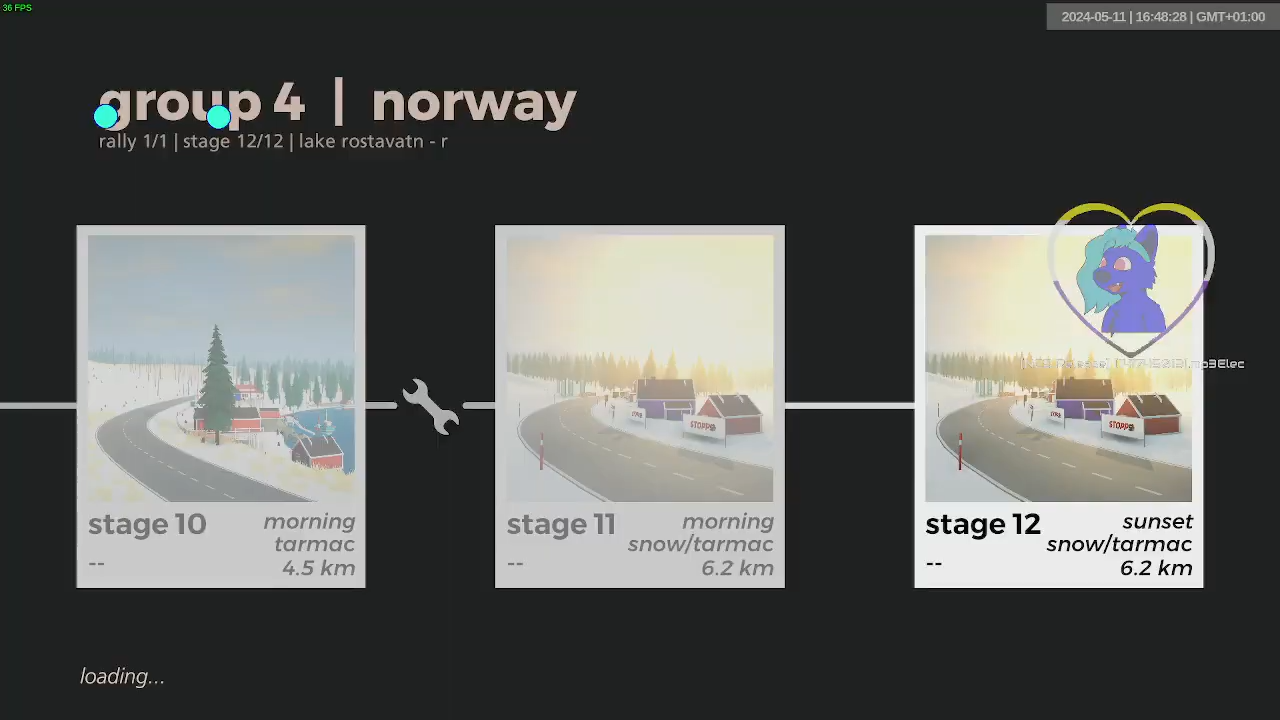 36 FPS
2024-05-11 | 16:48:28 | GMT+01:00
group 4 | norway
rally 1/1 | stage 12/12 | lake rostavatn - r
STOPP
STOPP
stage 10
morning
tarmac
--
4.5 km
stage 11
morning
snow/tarmac
--
6.2 km
stage 12
sunset
snow/tarmac
--
6.2 km
loading...